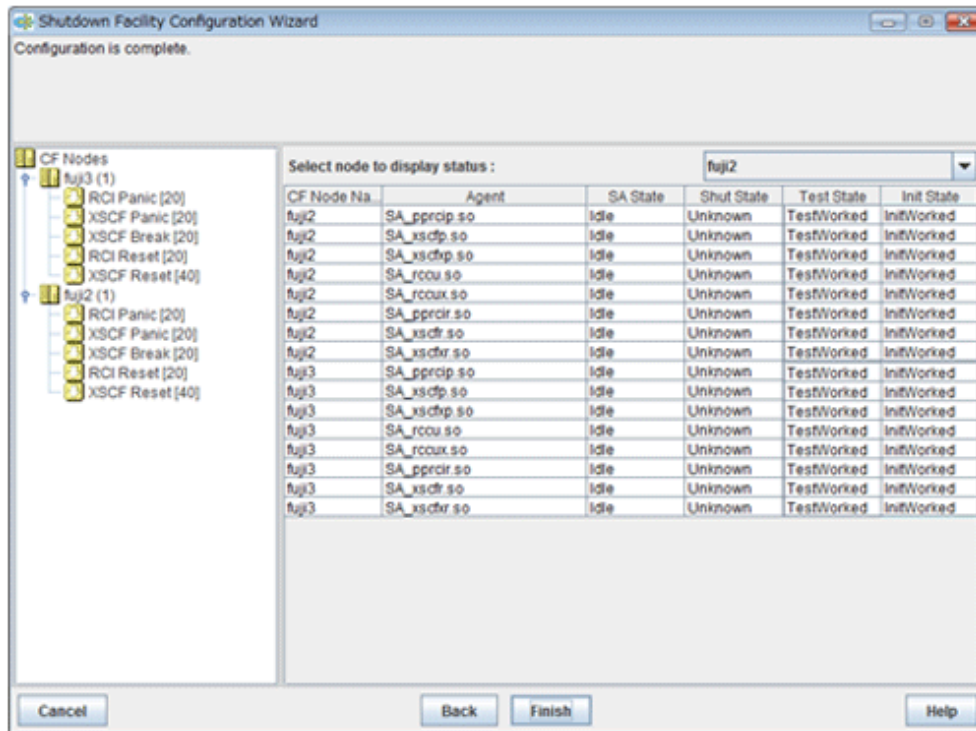 Shutdown Facility Configuration Wizard
Configuration is complete.
CF Nodes
fuji3 (1)
RCI Panic [20]
XSCF Panic [20]
XSCF Break [20]
RCI Reset [20]
XSCF Reset [40]
fuji2 (1)
RCI Panic [20]
XSCF Panic [20]
XSCF Break [20]
RCI Reset [20]
XSCF Reset [40]
Select node to display status : fuji2
CF Node Na... Agent SA State Shut State Test State Init State
fuji2 SA_pprcip.so Idle Unknown TestWorked InitWorked
fuji2 SA_xscfp.so Idle Unknown TestWorked InitWorked
fuji2 SA_xscfxp.so Idle Unknown TestWorked InitWorked
fuji2 SA_rccu.so Idle Unknown TestWorked InitWorked
fuji2 SA_rccux.so Idle Unknown TestWorked InitWorked
fuji2 SA_pprcir.so Idle Unknown TestWorked InitWorked
fuji2 SA_xscfr.so Idle Unknown TestWorked InitWorked
fuji2 SA_xscfxr.so Idle Unknown TestWorked InitWorked
fuji3 SA_pprcip.so Idle Unknown TestWorked InitWorked
fuji3 SA_xscfp.so Idle Unknown TestWorked InitWorked
fuji3 SA_xscfxp.so Idle Unknown TestWorked InitWorked
fuji3 SA_rccu.so Idle Unknown TestWorked InitWorked
fuji3 SA_rccux.so Idle Unknown TestWorked InitWorked
fuji3 SA_pprcir.so Idle Unknown TestWorked InitWorked
fuji3 SA_xscfr.so Idle Unknown TestWorked InitWorked
fuji3 SA_xscfxr.so Idle Unknown TestWorked InitWorked
Cancel Back Finish Help